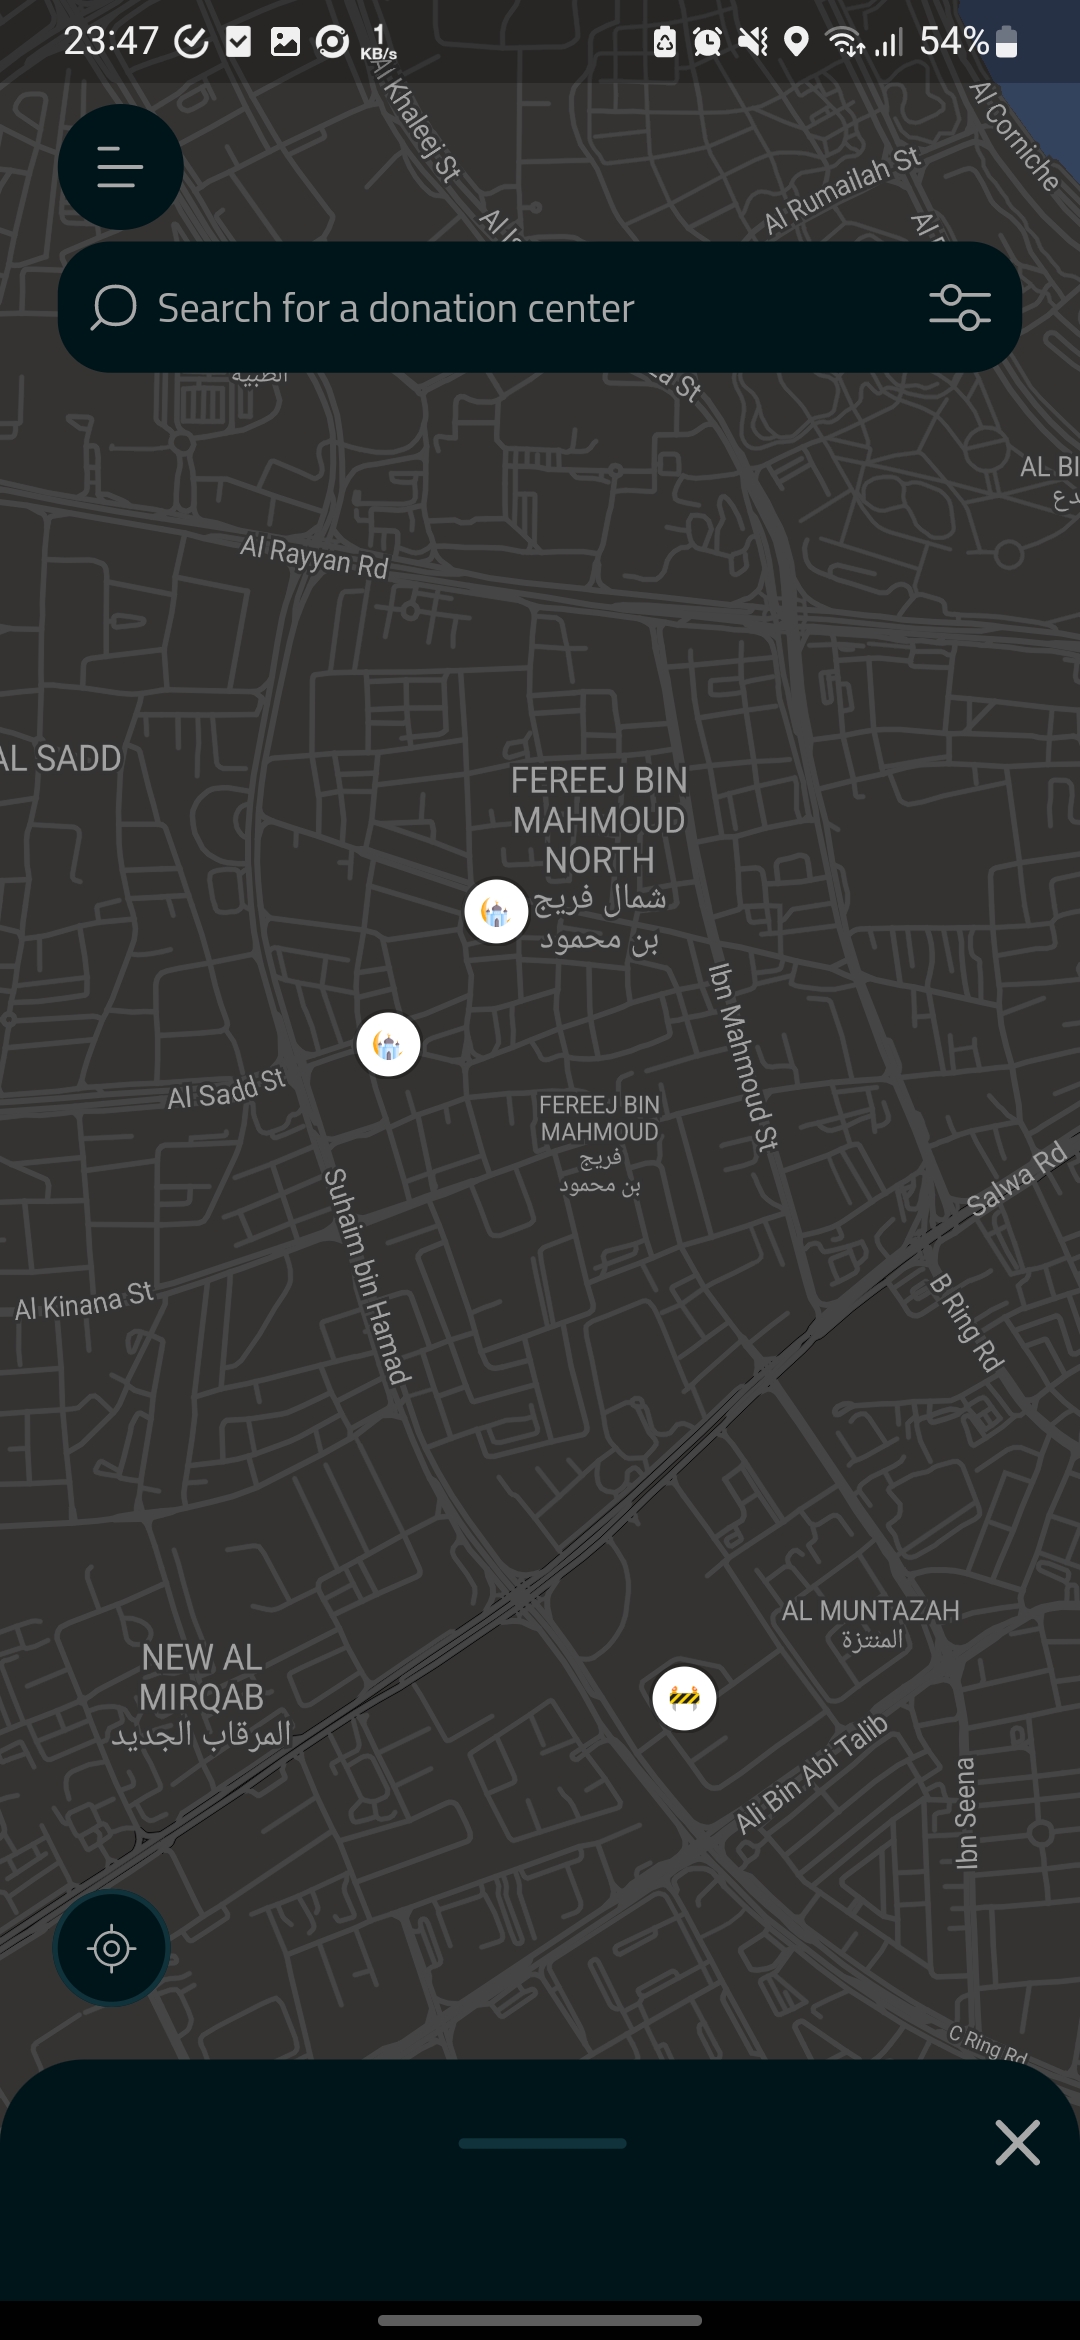 23:47
1
KB/s
54%
Al Khaleej St
Al Corniche
Al Rumailah St
Al
Search for a donation center
الطبية
St
AL
Al Rayyan Rd
AL SADD
FEREEJ BIN
MAHMOUD
NORTH
شمال فريج
بن محمود
Ibn Mahmoud St
Al Sadd St
FEREEJ BIN
MAHMOUD
فريج
بن محمود
Salwa Rd
Suhaim bin Hamad
Al Kinana St
B Ring Rd
AL MUNTAZAH
المنتزة
NEW AL
MIRQAB
المرقاب الجديد
Ali Bin Abi Talib
Ibn Seena
C Ring Rd